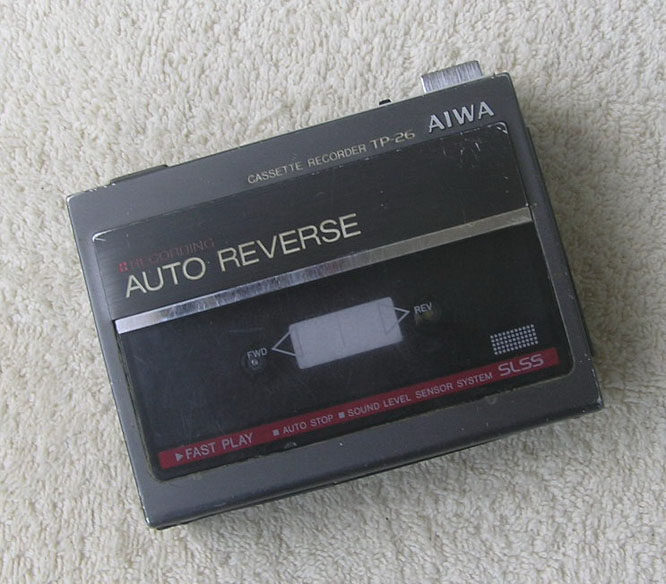 AIWA
CASSETTE RECORDER TP-26
RECORDING
AUTO REVERSE
REV
FWD
▶FAST PLAY ■ AUTO STOP ■ SOUND LEVEL SENSOR SYSTEM SLSS